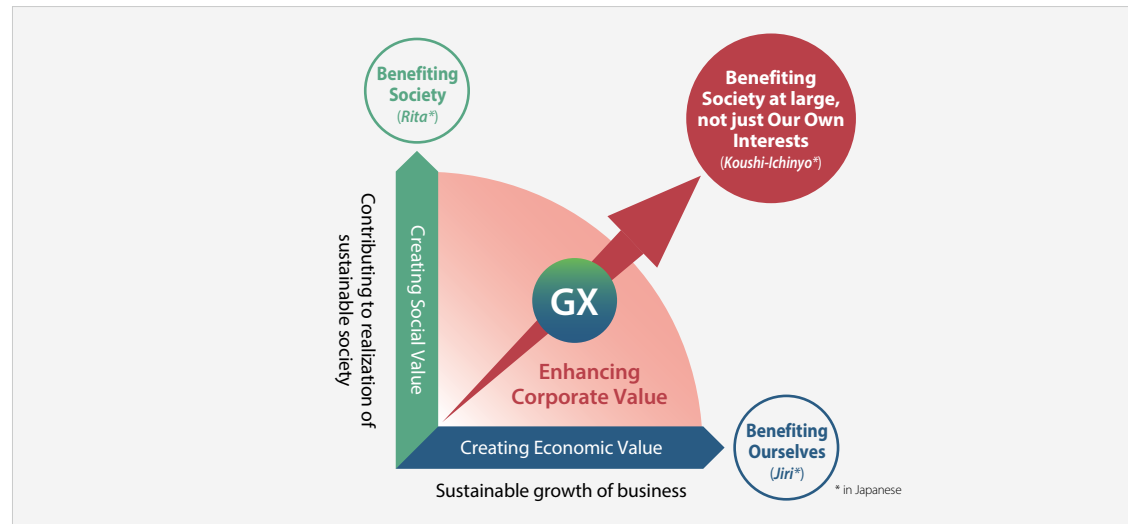 Benefiting
Society
(Rita*)
Benefiting
Society at large,
not just Our Own
Interests
(Koushi-Ichinyo*)
Contributing to realization of
sustainable society
Creating Social Value
GX
Enhancing
Corporate Value
Creating Economic Value
Sustainable growth of business
Benefiting
Ourselves
(Jiri*)
* in Japanese